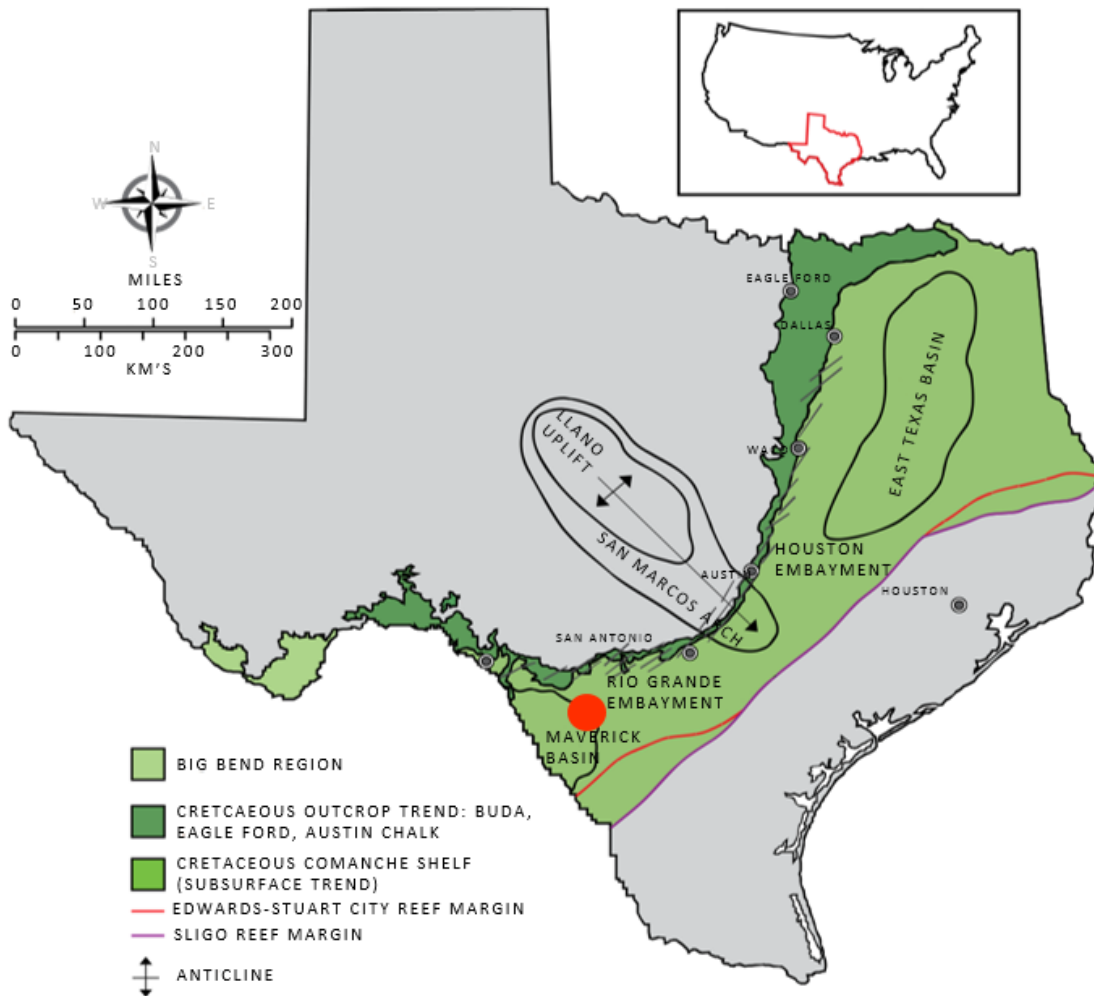 N
W E
S
MILES
0 50 100 150 200
0 100 200 300
KM'S
EAGLE FORD
DALLAS
EAST TEXAS BASIN
LLANO
UPLIFT
WACO
SAN MARCOS ARCH
HOUSTON
EMBAYMENT
AUSTIN
HOUSTON
SAN ANTONIO
RIO GRANDE
EMBAYMENT
MAVERICK
BASIN
BIG BEND REGION
CRETCAEOUS OUTCROP TREND: BUDA,
EAGLE FORD, AUSTIN CHALK
CRETACEOUS COMANCHE SHELF
(SUBSURFACE TREND)
EDWARDS-STUART CITY REEF MARGIN
SLIGO REEF MARGIN
ANTICLINE